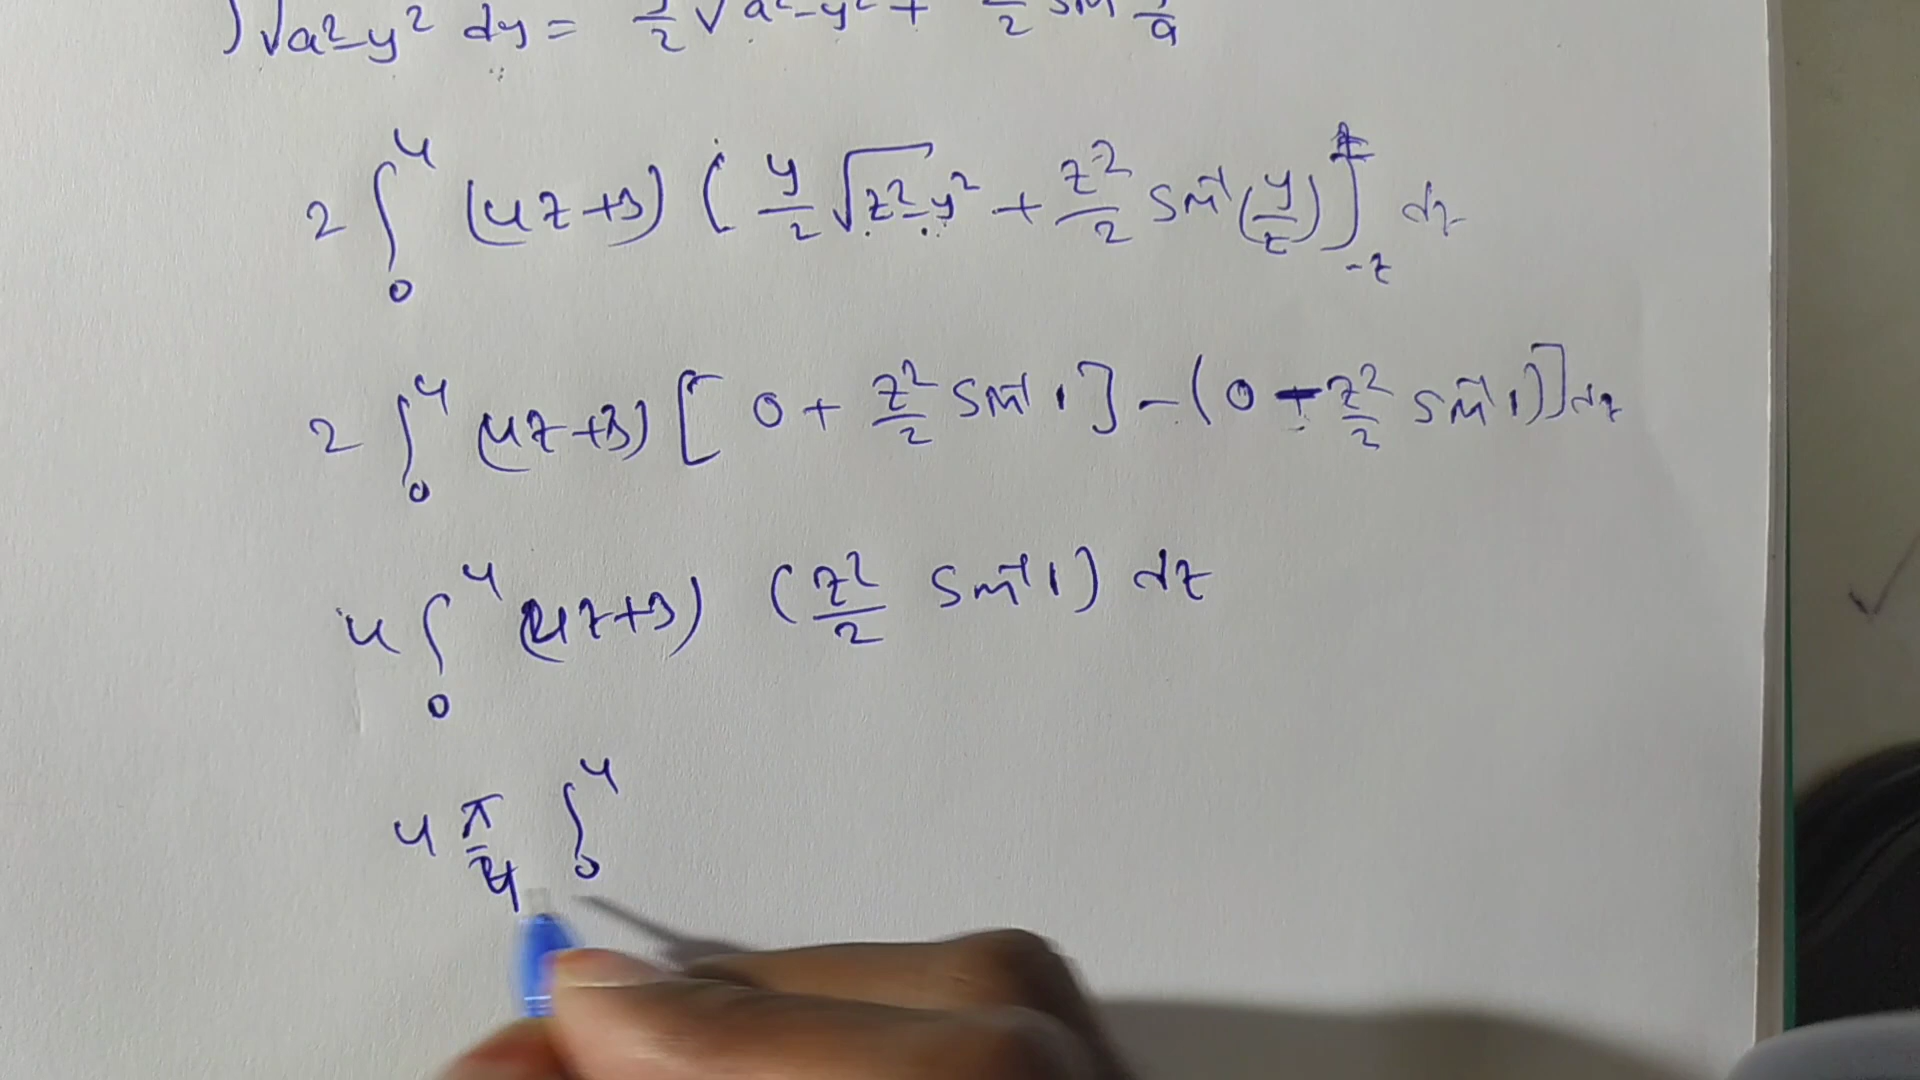 ∫√a²-y² dy = y/2 √a²-y² + a²/2 sin⁻¹ y/a
2 ∫₀⁴ (4z+3) ( y/2 √z²-y² + z²/2 sin⁻¹(y/z) ]₋zᶻ dz
2 ∫₀⁴ (4z+3) [ 0 + z²/2 sin⁻¹ 1 ] - (0 - z²/2 sin⁻¹ 1) ] dz
4 ∫₀⁴ (4z+3) ( z²/2 sin⁻¹ 1 ) dz
4 π/4 ∫₀⁴